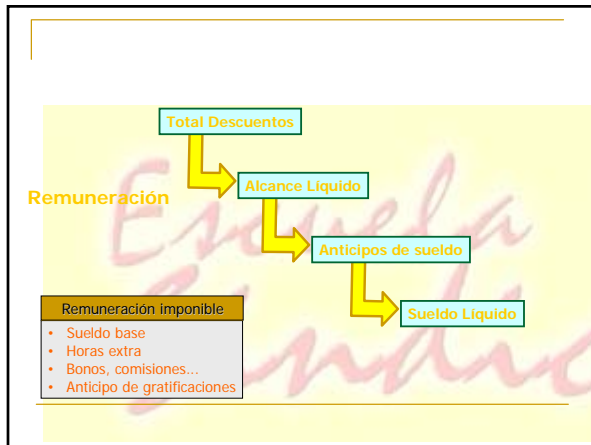 Total Descuentos
Alcance Líquido
Remuneración
Escuela
Anticipos de sueldo
Sueldo Líquido
Remuneración imponible
• Sueldo base
• Horas extra
• Bonos, comisiones...
• Anticipo de gratificaciones